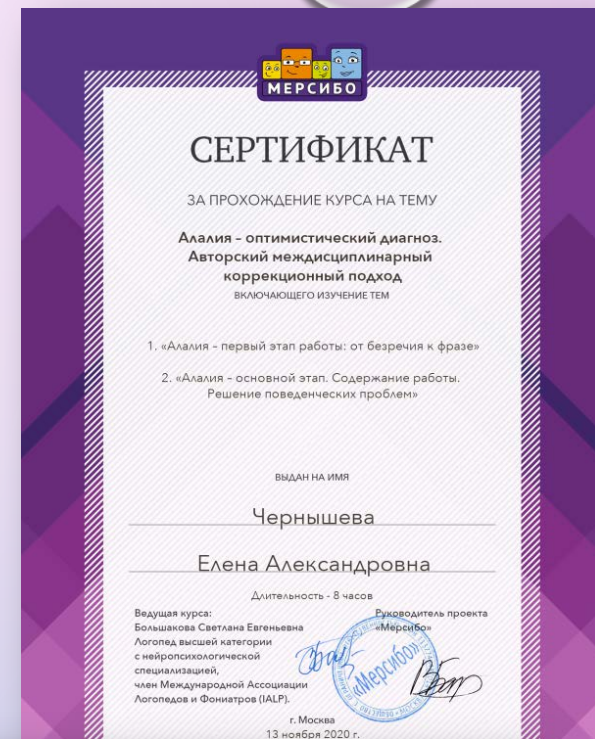 МЕРСИБО
СЕРТИФИКАТ
ЗА ПРОХОЖДЕНИЕ КУРСА НА ТЕМУ
Алалия – оптимистический диагноз.
Авторский междисциплинарный
коррекционный подход
ВКЛЮЧАЮЩЕГО ИЗУЧЕНИЕ ТЕМ
1. «Алалия – первый этап работы: от безречия к фразе»
2. «Алалия – основной этап. Содержание работы.
Решение поведенческих проблем»
ВЫДАН НА ИМЯ
Чернышева
Елена Александровна
Длительность - 8 часов
Ведущая курса:
Большакова Светлана Евгеньевна
Логопед высшей категории
с нейропсихологической
специализацией,
член Международной Ассоциации
Логопедов и Фониатров (IALP).
Руководитель проекта
«Мерсибо»
«Мерсибо»
г. Москва
13 ноября 2020 г.